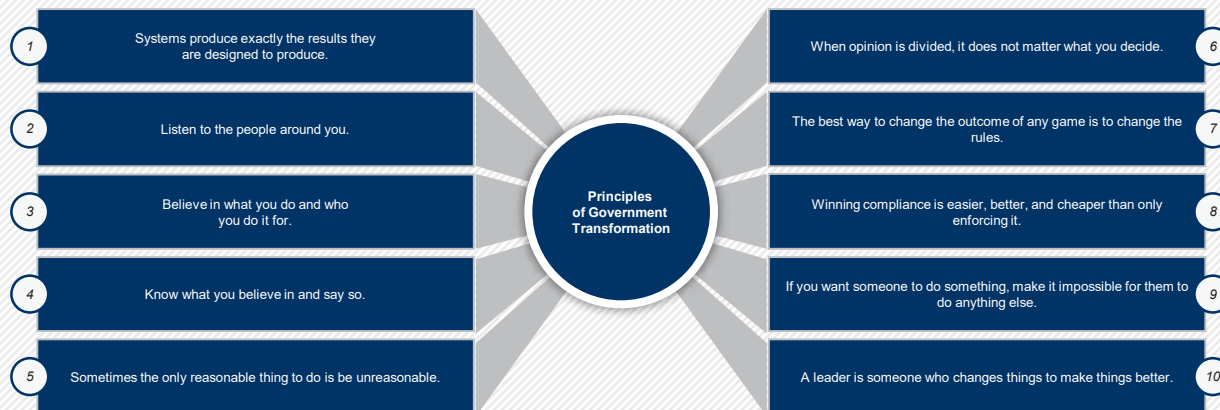 1
Systems produce exactly the results they
are designed to produce.
2
Listen to the people around you.
3
Believe in what you do and who
you do it for.
4
Know what you believe in and say so.
5
Sometimes the only reasonable thing to do is be unreasonable.
Principles
of Government
Transformation
When opinion is divided, it does not matter what you decide.
6
The best way to change the outcome of any game is to change the
rules.
7
Winning compliance is easier, better, and cheaper than only
enforcing it.
8
If you want someone to do something, make it impossible for them to
do anything else.
9
A leader is someone who changes things to make things better.
10